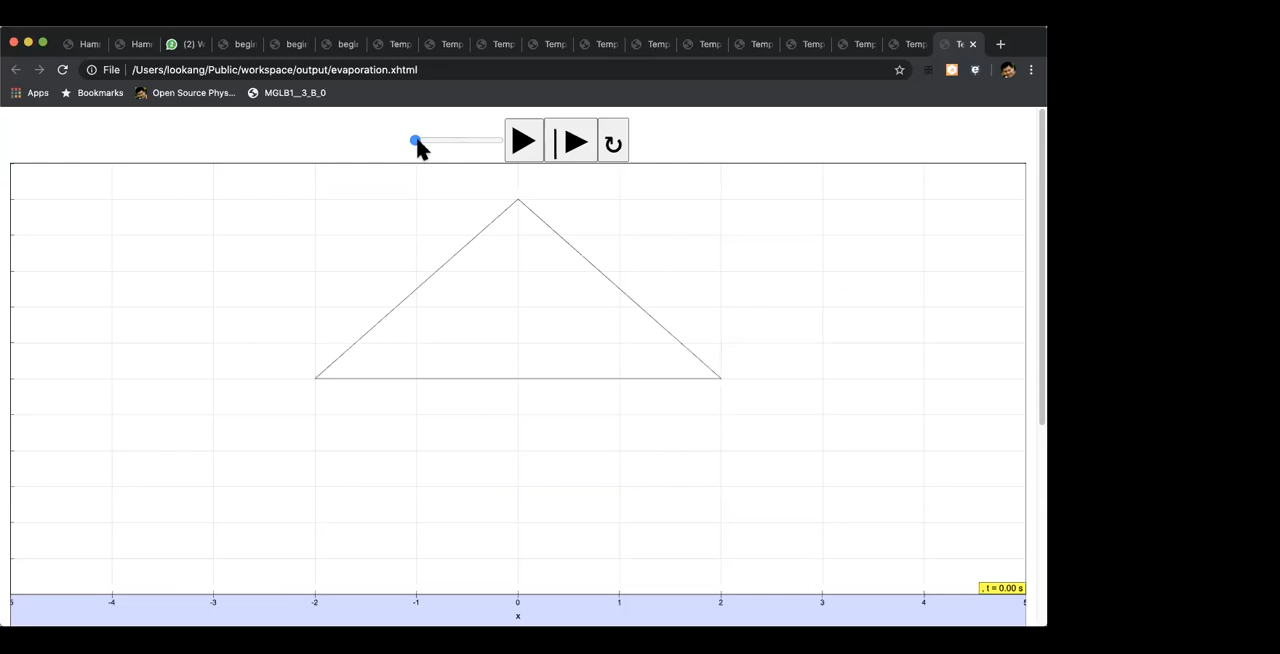 Ham Ham (2) W begi begi begi Temp Temp Temp Temp Temp Temp Temp Temp Temp Temp Temp Te
File /Users/lookang/Public/workspace/output/evaporation.xhtml
Apps Bookmarks Open Source Phys... MGLB1__3_B_0
, t = 0.00 s
-4 -3 -2 -1 0 1 2 3 4
x